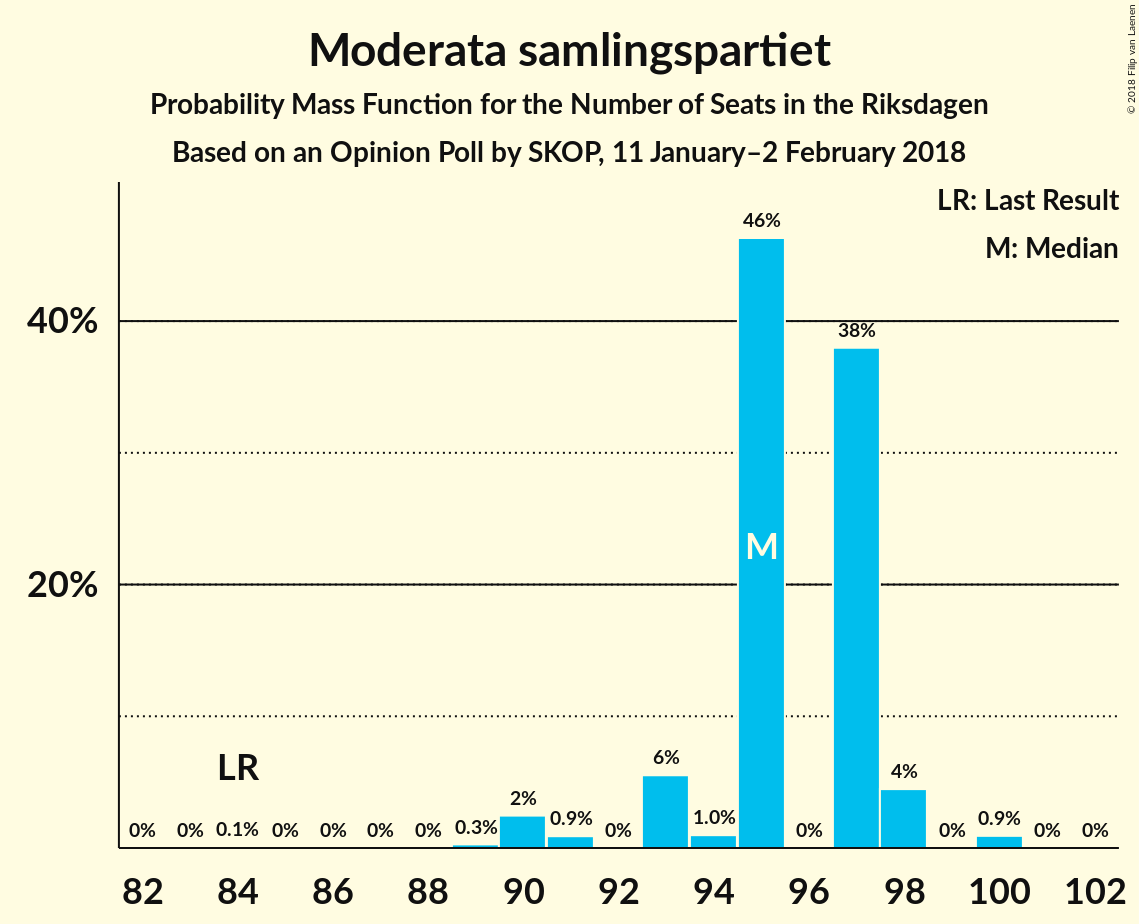 Moderata samlingspartiet
Probability Mass Function for the Number of Seats in the Riksdagen
Based on an Opinion Poll by SKOP, 11 January–2 February 2018
© 2018 Filip van Laenen
LR: Last Result
M: Median
46%
40%
38%
M
20%
LR
6%
4%
2%
0% 0% 0.1% 0% 0% 0% 0% 0.3% 0.9% 0% 1.0% 0% 0% 0.9% 0% 0%
82 84 86 88 90 92 94 96 98 100 102